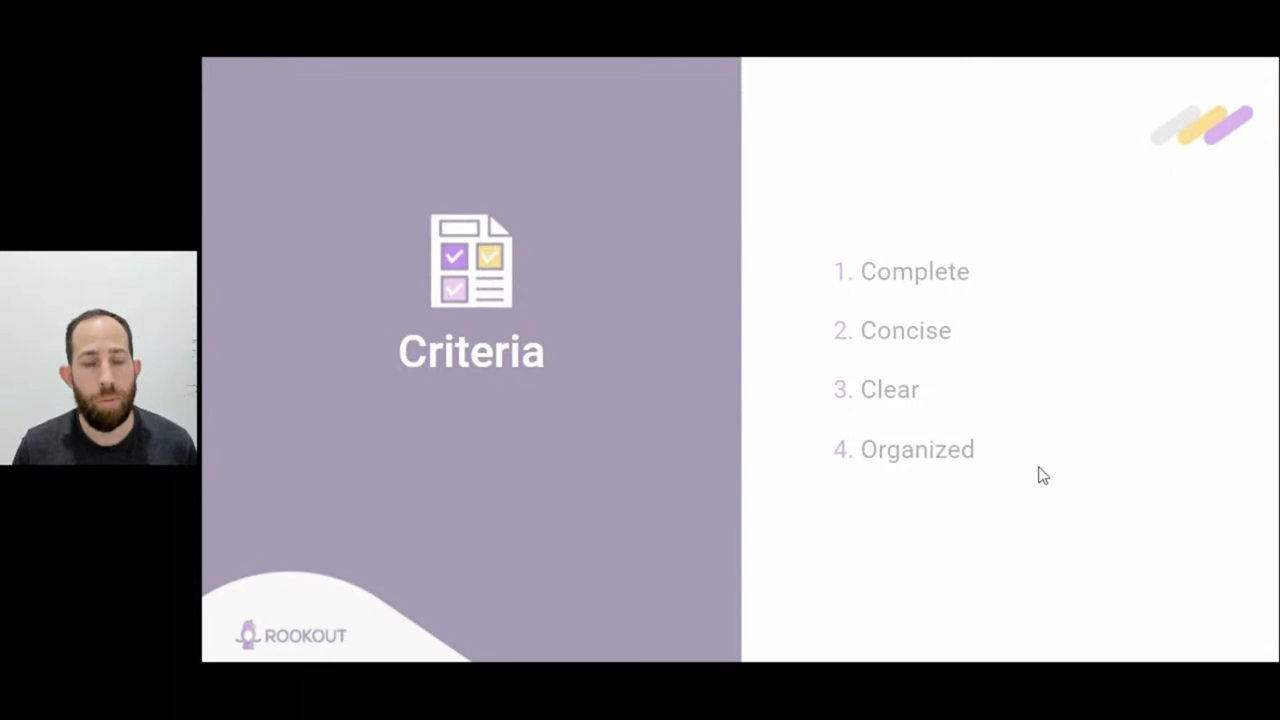 Criteria
1. Complete
2. Concise
3. Clear
4. Organized
ROOKOUT